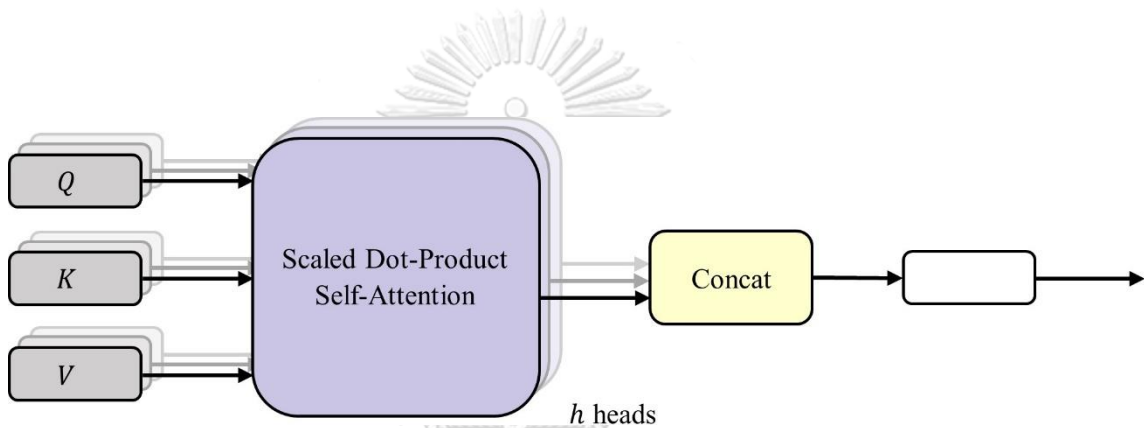 Q
K
V
Scaled Dot-Product
Self-Attention
Concat
h heads